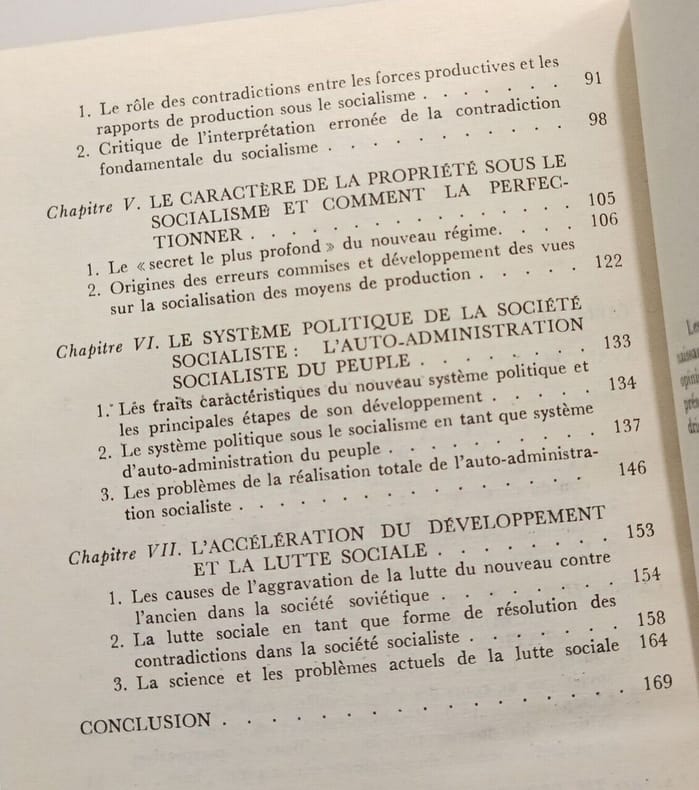 1. Le rôle des contradictions entre les forces productives et les
rapports de production sous le socialisme . . . . . . . 91
2. Critique de l'interprétation erronée de la contradiction
fondamentale du socialisme . . . . . . . . . . 98
Chapitre V. LE CARACTÈRE DE LA PROPRIÉTÉ SOUS LE
SOCIALISME ET COMMENT LA PERFEC-
TIONNER . . . . . . . . . . . . . 105
1. Le « secret le plus profond » du nouveau régime. . . . . 106
2. Origines des erreurs commises et développement des vues
sur la socialisation des moyens de production . . . . . 122
Chapitre VI. LE SYSTÈME POLITIQUE DE LA SOCIÉTÉ
SOCIALISTE : L'AUTO-ADMINISTRATION
SOCIALISTE DU PEUPLE . . . . . . . 133
1. Les fraits caractéristiques du nouveau système politique et
les principales étapes de son développement . . . . . 134
2. Le système politique sous le socialisme en tant que système
d'auto-administration du peuple . . . . . . . . . 137
3. Les problèmes de la réalisation totale de l'auto-administra-
tion socialiste . . . . . . . . . . . . . 146
Chapitre VII. L'ACCÉLÉRATION DU DÉVELOPPEMENT
ET LA LUTTE SOCIALE . . . . . . . 153
1. Les causes de l'aggravation de la lutte du nouveau contre
l'ancien dans la société soviétique . . . . . . . 154
2. La lutte sociale en tant que forme de résolution des
contradictions dans la société socialiste . . . . . . 158
3. La science et les problèmes actuels de la lutte sociale 164
CONCLUSION . . . . . . . . . . . . . . 169